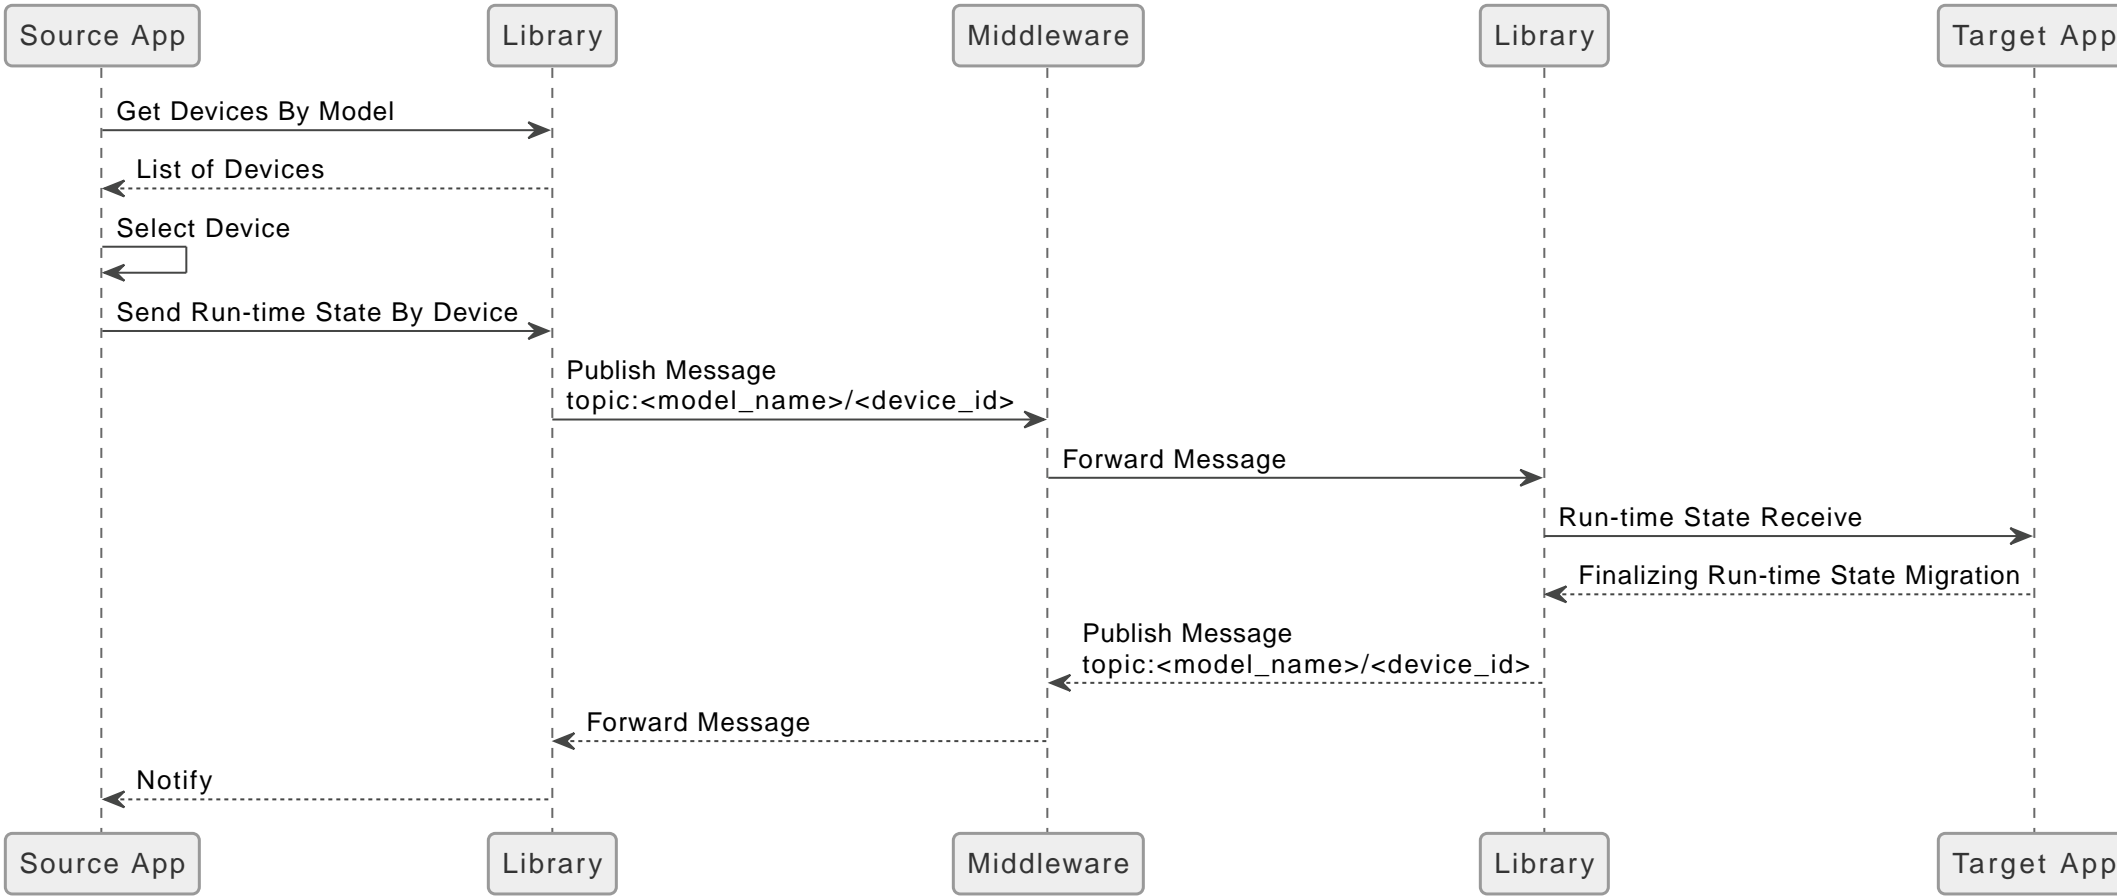 Source App
Library
Middleware
Library
Target App
Get Devices By Model
List of Devices
Select Device
Send Run-time State By Device
Publish Message
topic:<model_name>/<device_id>
Forward Message
Run-time State Receive
Finalizing Run-time State Migration
Publish Message
topic:<model_name>/<device_id>
Forward Message
Notify
Source App
Library
Middleware
Library
Target App